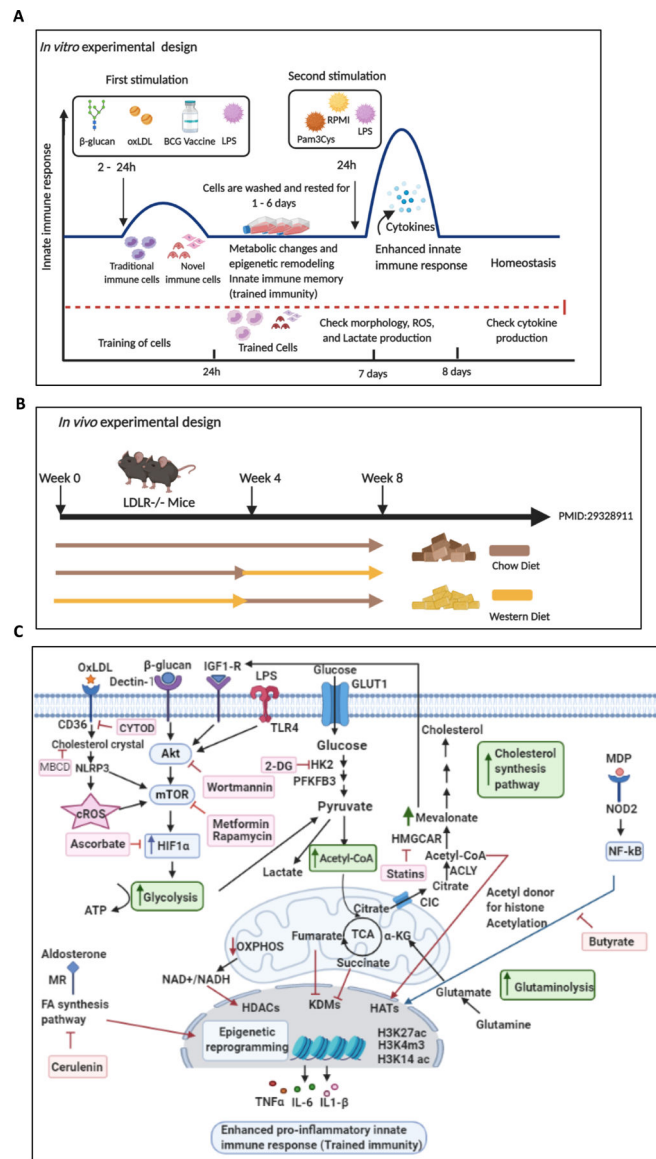 A
In vitro experimental design
First stimulation
Second stimulation
β-glucan
oxLDL
BCG Vaccine
LPS
RPMI
LPS
Pam3Cys
2 - 24h
24h
Cells are washed and rested for
1 - 6 days
Innate immune response
Cytokines
Traditional
immune cells
Novel
immune cells
Metabolic changes and
epigenetic remodeling
Innate immune memory
(trained immunity)
Enhanced innate
immune response
Homeostasis
Training of cells
Trained Cells
Check morphology, ROS,
and Lactate production
Check cytokine
production
24h
7 days
8 days
B
In vivo experimental design
Week 0
Week 4
Week 8
LDLR-/- Mice
PMID:29328911
Chow Diet
Western Diet
C
OxLDL
β-glucan
IGF1-R
LPS
Glucose
Dectin-1
GLUT1
CD36
CYTOD
TLR4
Cholesterol crystal
MBCD
NLRP3
cROS
Akt
Wortmannin
mTOR
Metformin
Rapamycin
Ascorbate
HIF1α
Glycolysis
ATP
Glucose
2-DG
HK2
PFKFB3
Pyruvate
Lactate
Acetyl-CoA
Cholesterol
Cholesterol
synthesis
pathway
Mevalonate
HMGCAR
Statins
Acetyl-CoA
ACLY
Citrate
CIC
Citrate
MDP
NOD2
NF-kB
Acetyl donor
for histone
Acetylation
Butyrate
OXPHOS
Fumarate
TCA
α-KG
Succinate
NAD+/NADH
Glutamate
Glutaminolysis
Glutamine
Aldosterone
MR
FA synthesis
pathway
Cerulenin
HDACs
KDMs
HATs
Epigenetic
reprogramming
H3K27ac
H3K4m3
H3K14 ac
TNFα
IL-6
IL1-β
Enhanced pro-inflammatory innate
immune response (Trained immunity)